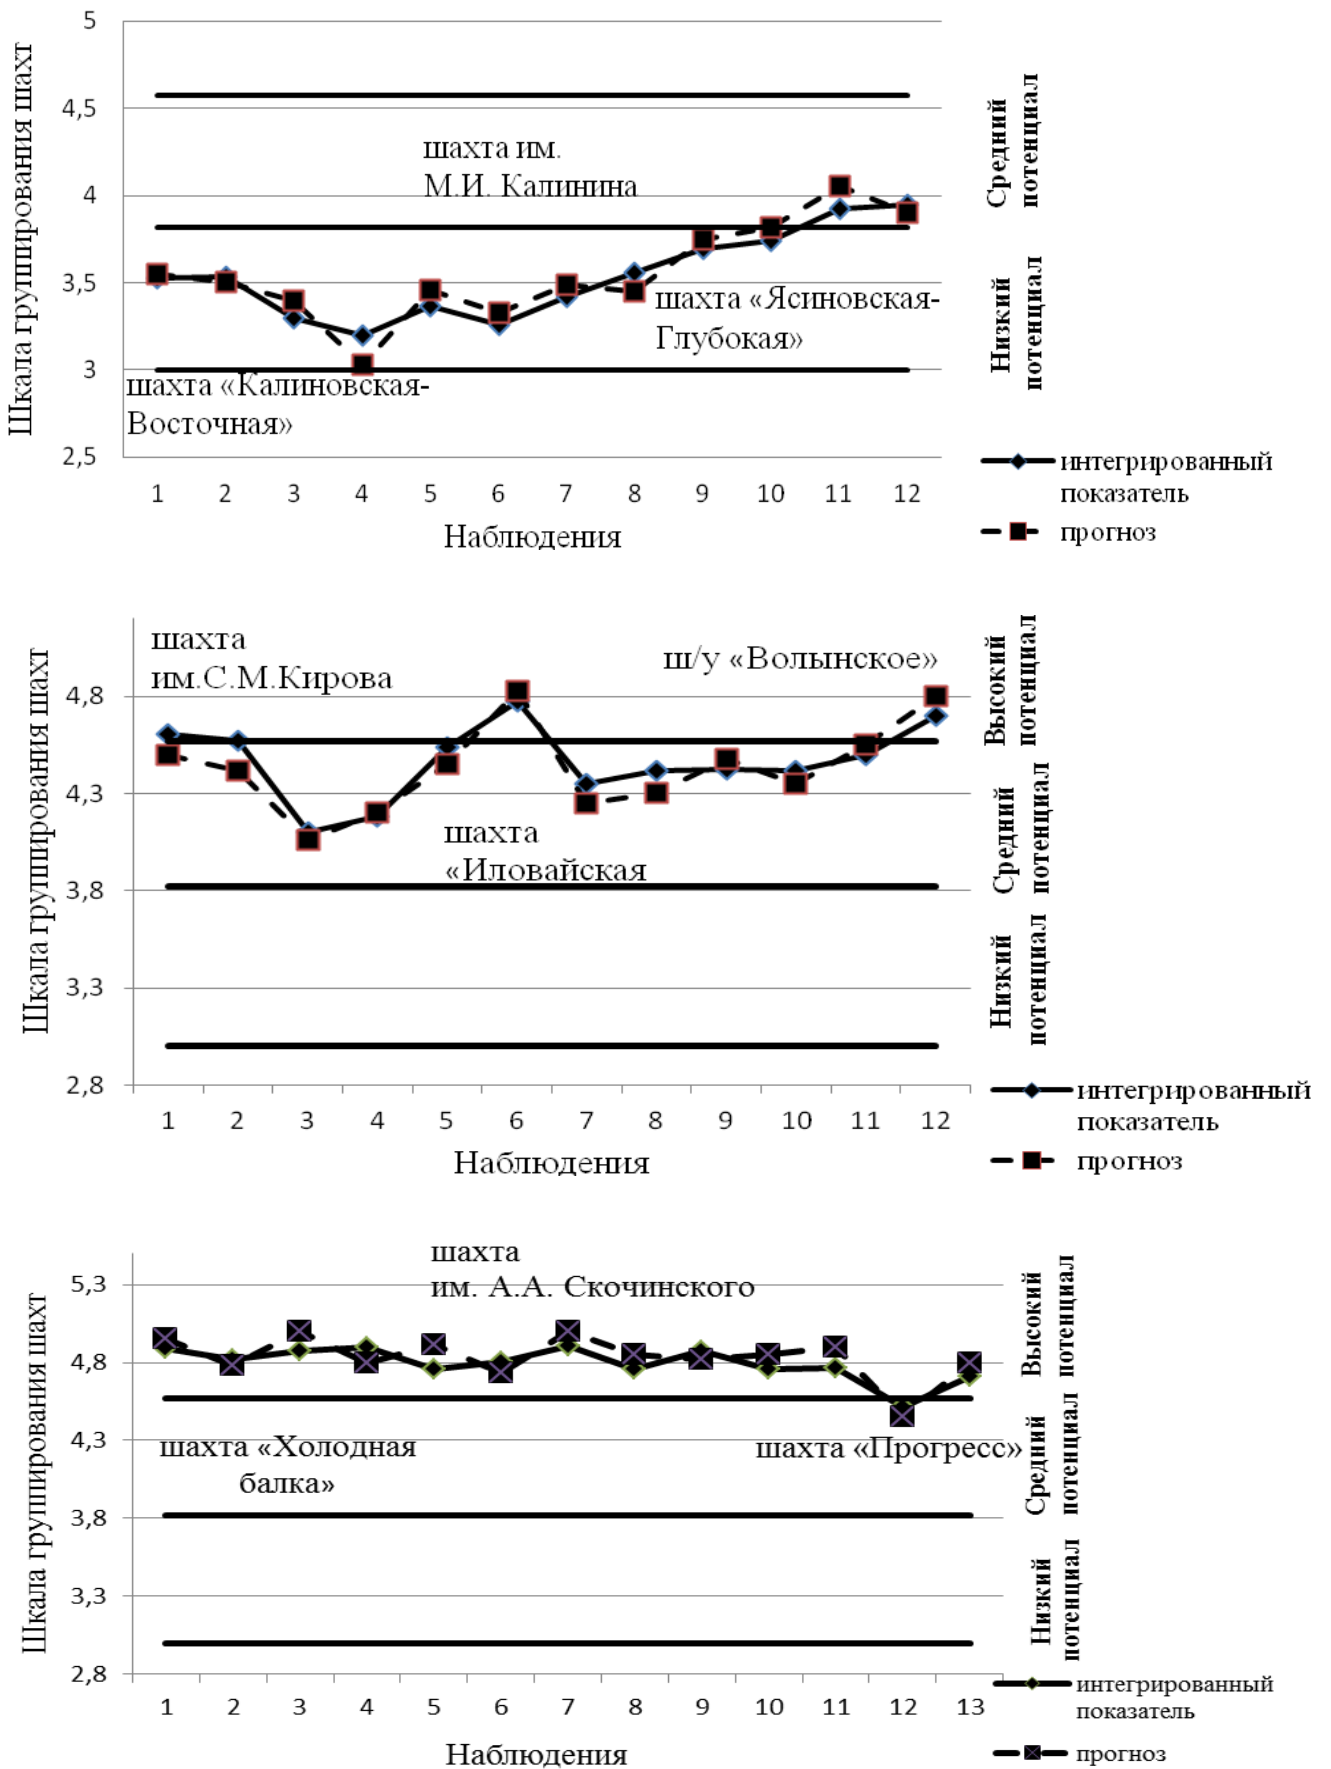 Шкала группирования шахт
5
4,5
4
3,5
3
2,5
шахта им.
М.И. Калинина
шахта «Ясиновская-
Глубокая»
шахта «Калиновская-
Восточная»
Средний
потенциал
Низкий
потенциал
1 2 3 4 5 6 7 8 9 10 11 12
Наблюдения
интегрированный
показатель
прогноз
Шкала группирования шахт
4,8
4,3
3,8
3,3
2,8
шахта
им.С.М.Кирова
ш/у «Волынское»
шахта
«Иловайская
Высокий
потенциал
Средний
потенциал
Низкий
потенциал
1 2 3 4 5 6 7 8 9 10 11 12
Наблюдения
интегрированный
показатель
прогноз
Шкала группирования шахт
5,3
4,8
4,3
3,8
3,3
2,8
шахта
им. А.А. Скочинского
шахта «Холодная
балка»
шахта «Прогресс»
Высокий
потенциал
Средний
потенциал
Низкий
потенциал
1 2 3 4 5 6 7 8 9 10 11 12 13
Наблюдения
интегрированный
показатель
прогноз